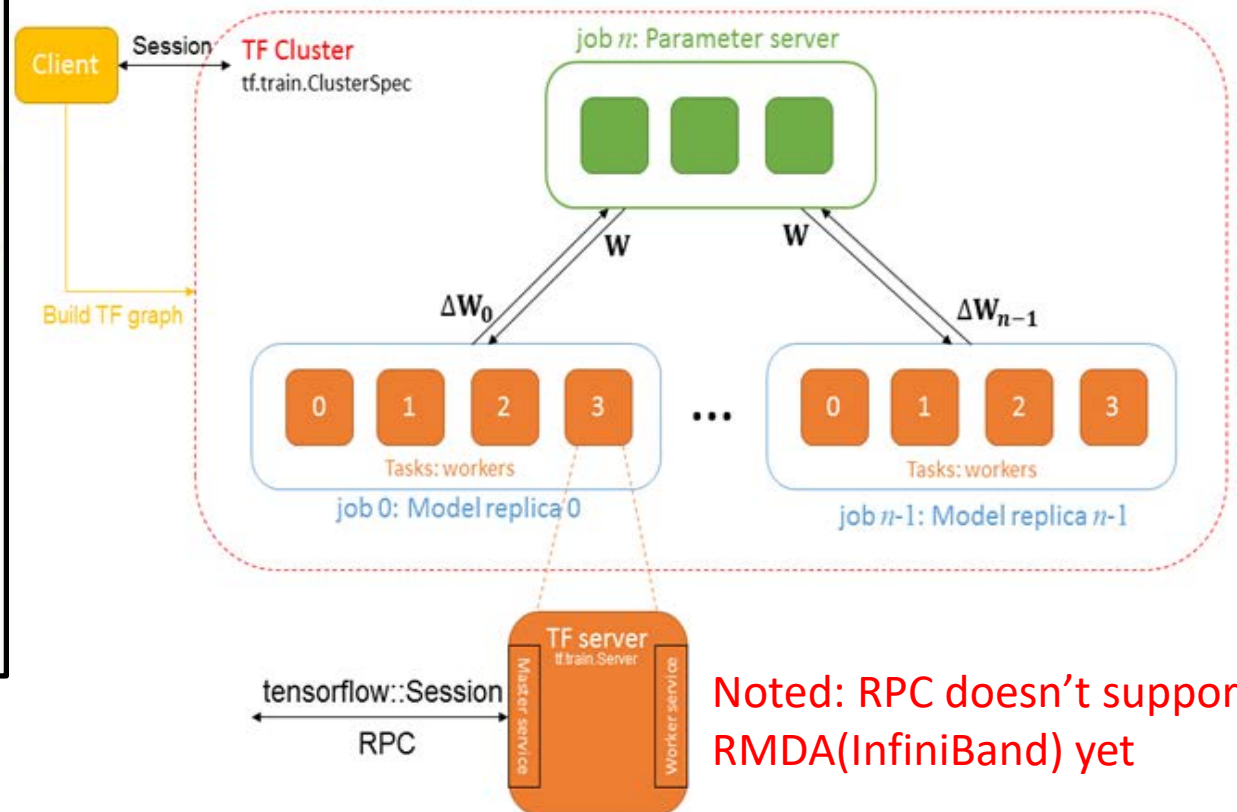 Client
Session
TF Cluster
tf.train.ClusterSpec
job n: Parameter server
Build TF graph
W
W
ΔW₀
ΔWₙ₋₁
0 1 2 3
Tasks: workers
job 0: Model replica 0
...
0 1 2 3
Tasks: workers
job n-1: Model replica n-1
TF server
tf.train.Server
Master service
Worker service
tensorflow::Session
RPC
Noted: RPC doesn’t suppor
RMDA(InfiniBand) yet